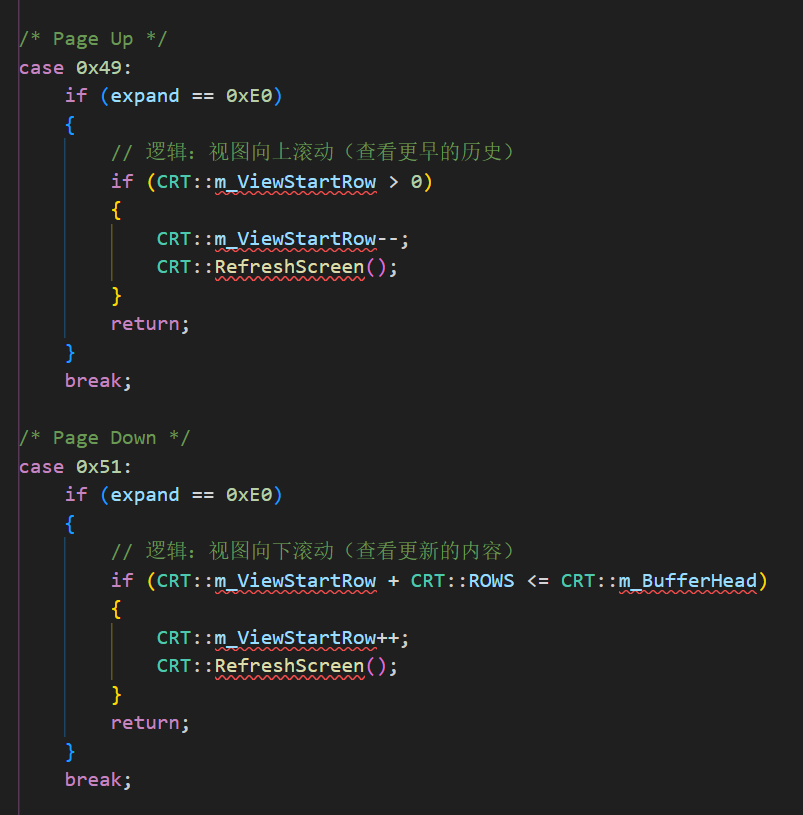 /* Page Up */
case 0x49:
if (expand == 0xE0)
{
// 逻辑：视图向上滚动（查看更早的历史）
if (CRT::m_ViewStartRow > 0)
{
CRT::m_ViewStartRow--;
CRT::RefreshScreen();
}
return;
}
break;
/* Page Down */
case 0x51:
if (expand == 0xE0)
{
// 逻辑：视图向下滚动（查看更新的内容）
if (CRT::m_ViewStartRow + CRT::ROWS <= CRT::m_BufferHead)
{
CRT::m_ViewStartRow++;
CRT::RefreshScreen();
}
return;
}
break;